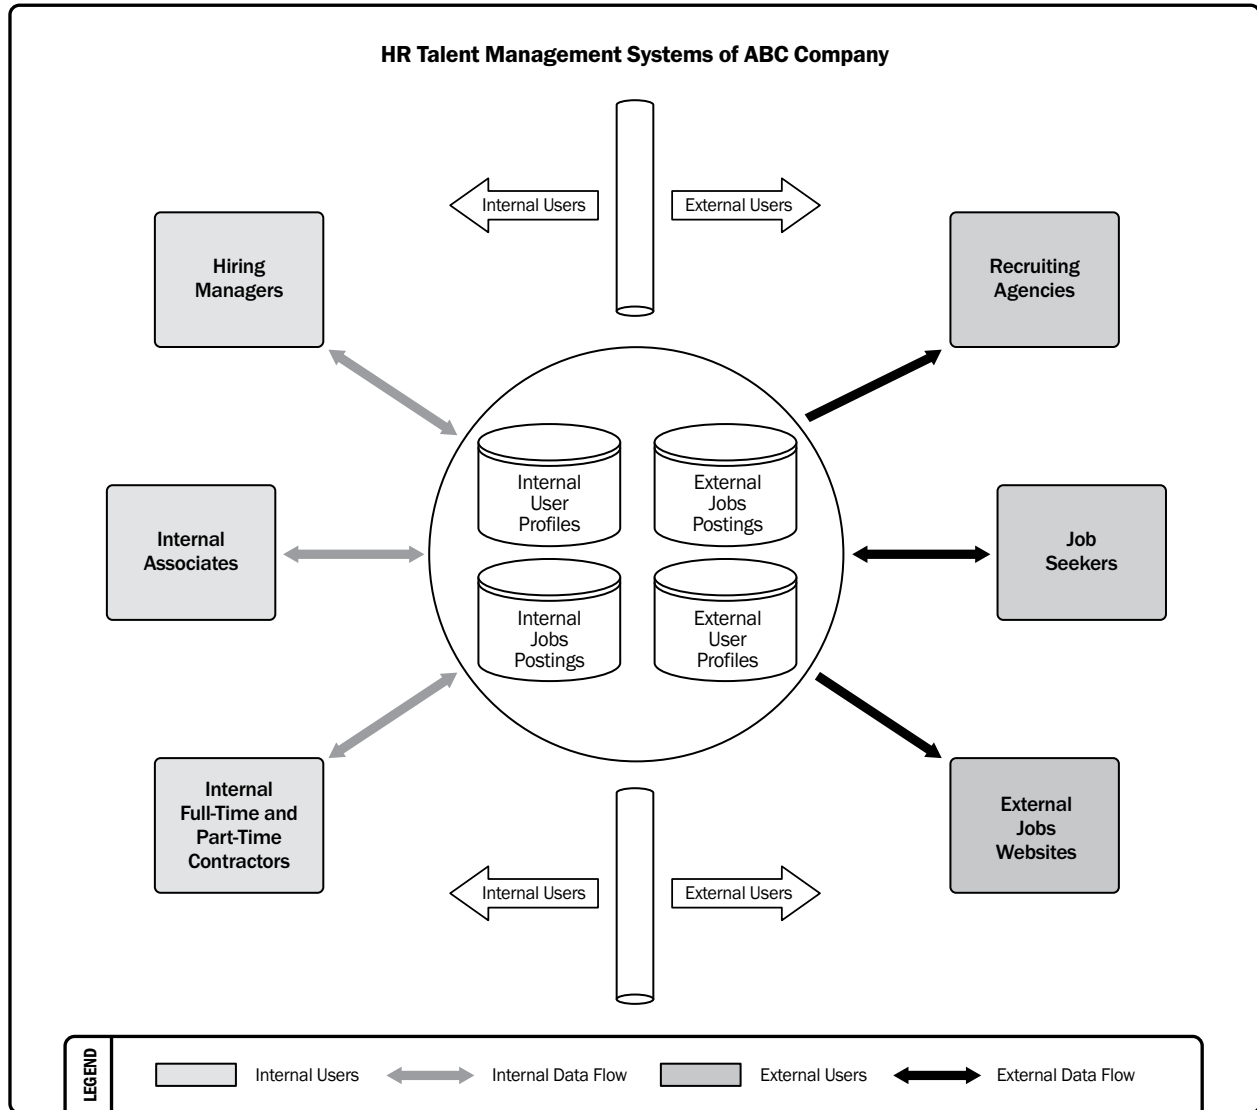 HR Talent Management Systems of ABC Company
Internal Users
External Users
Hiring
Managers
Recruiting
Agencies
Internal
User
Profiles
External
Jobs
Postings
Internal
Associates
Job
Seekers
Internal
Jobs
Postings
External
User
Profiles
Internal
Full-Time and
Part-Time
Contractors
External
Jobs
Websites
Internal Users
External Users
LEGEND
Internal Users
Internal Data Flow
External Users
External Data Flow